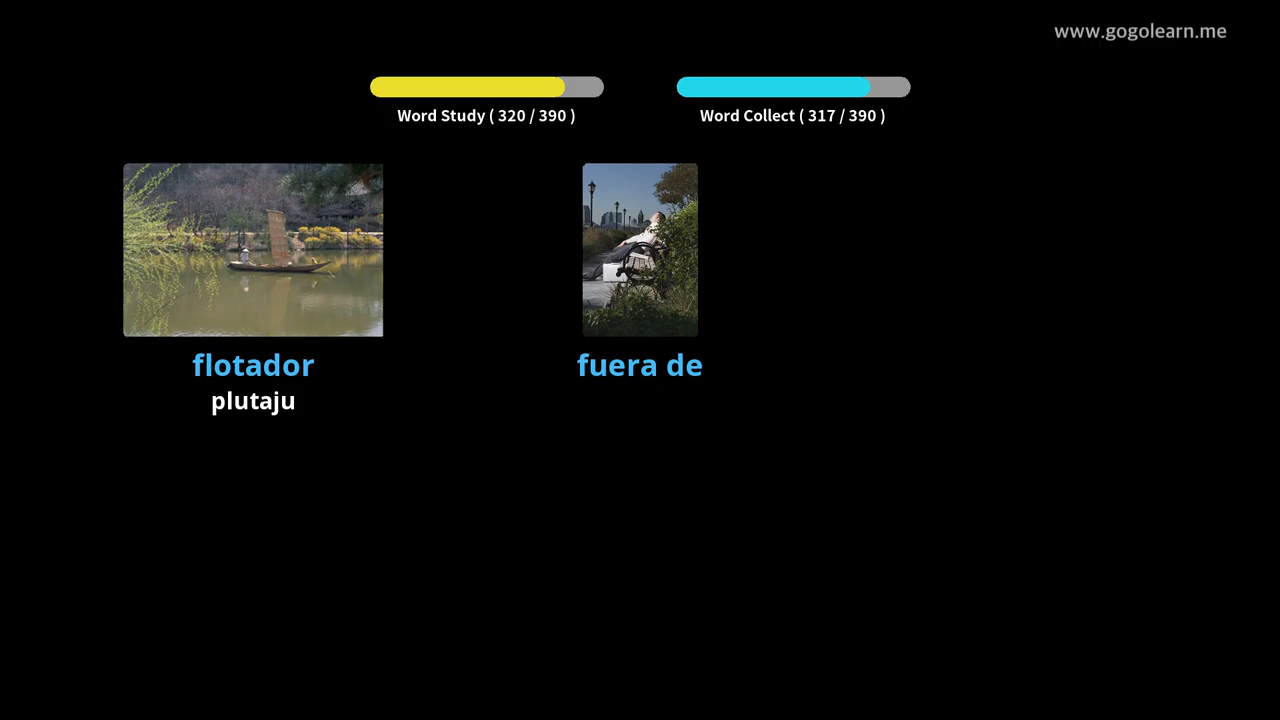 www.gogolearn.me
Word Study ( 320 / 390 )
Word Collect ( 317 / 390 )
flotador
plutaju
fuera de